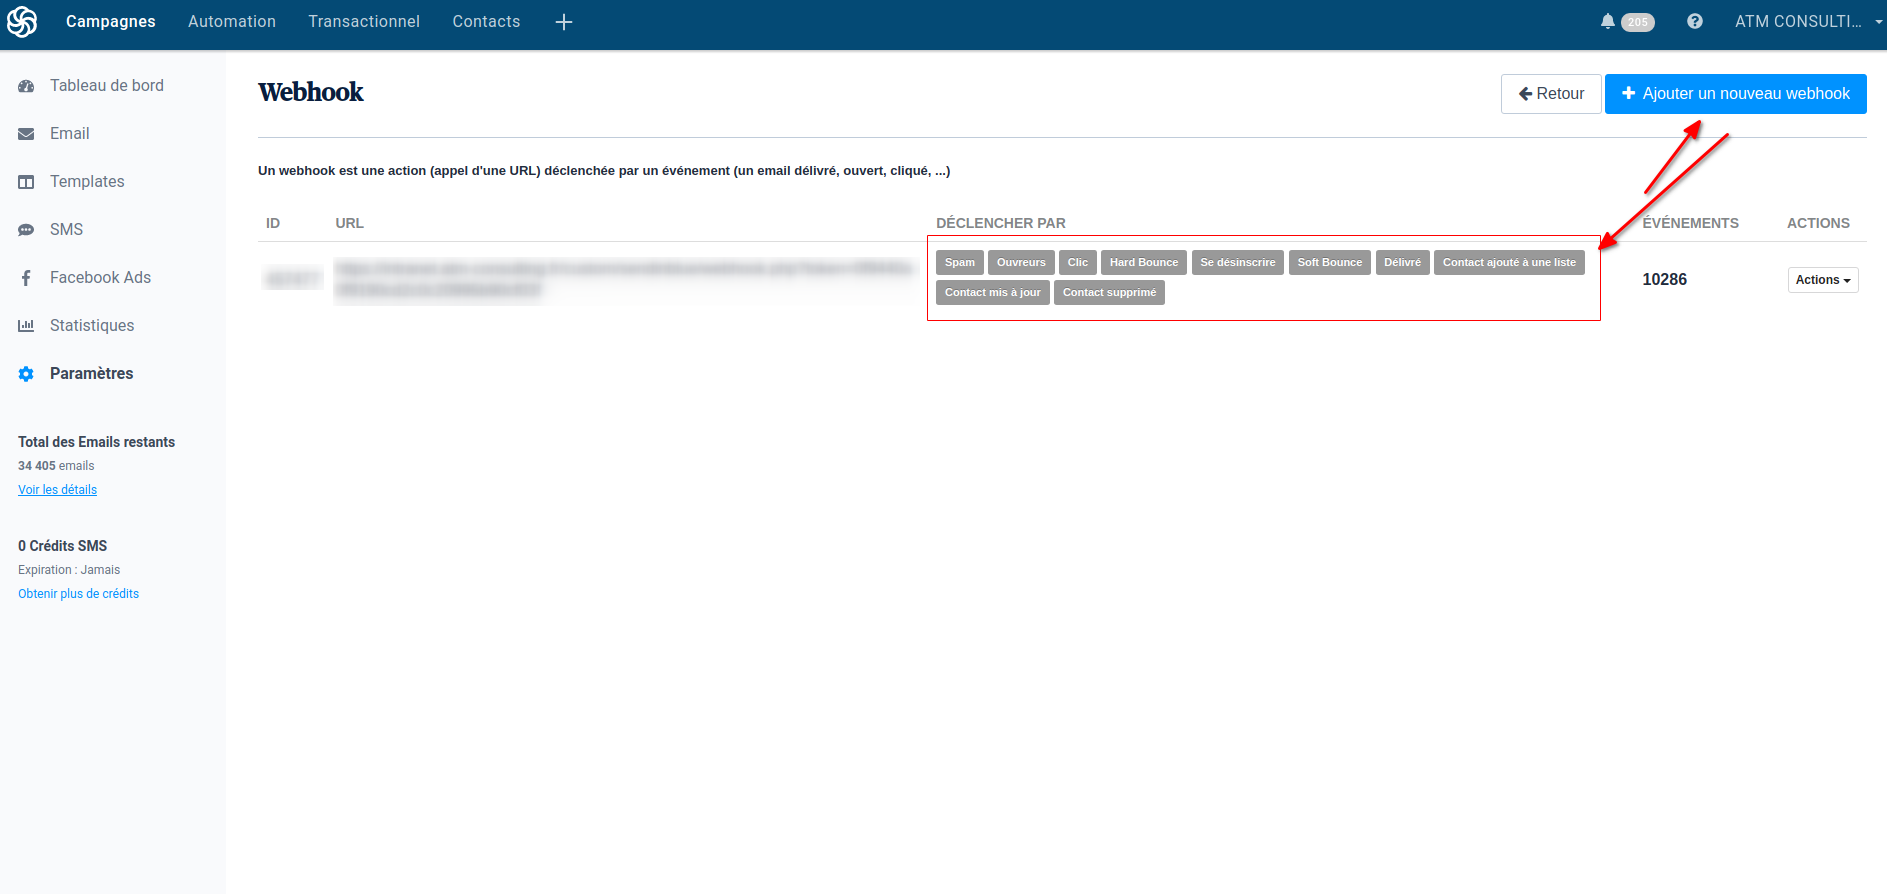 Campagnes Automation Transactionnel Contacts 205 ATM CONSULTI...
Tableau de bord
Email
Templates
SMS
Facebook Ads
Statistiques
Paramètres
Total des Emails restants
34 405 emails
Voir les détails
0 Crédits SMS
Expiration : Jamais
Obtenir plus de crédits
Webhook
Retour
Ajouter un nouveau webhook
Un webhook est une action (appel d'une URL) déclenchée par un événement (un email délivré, ouvert, cliqué, ...)
ID URL DÉCLENCHER PAR ÉVÉNEMENTS ACTIONS
Spam Ouvreurs Clic Hard Bounce Se désinscrire Soft Bounce Délivré Contact ajouté à une liste
Contact mis à jour Contact supprimé
10286
Actions